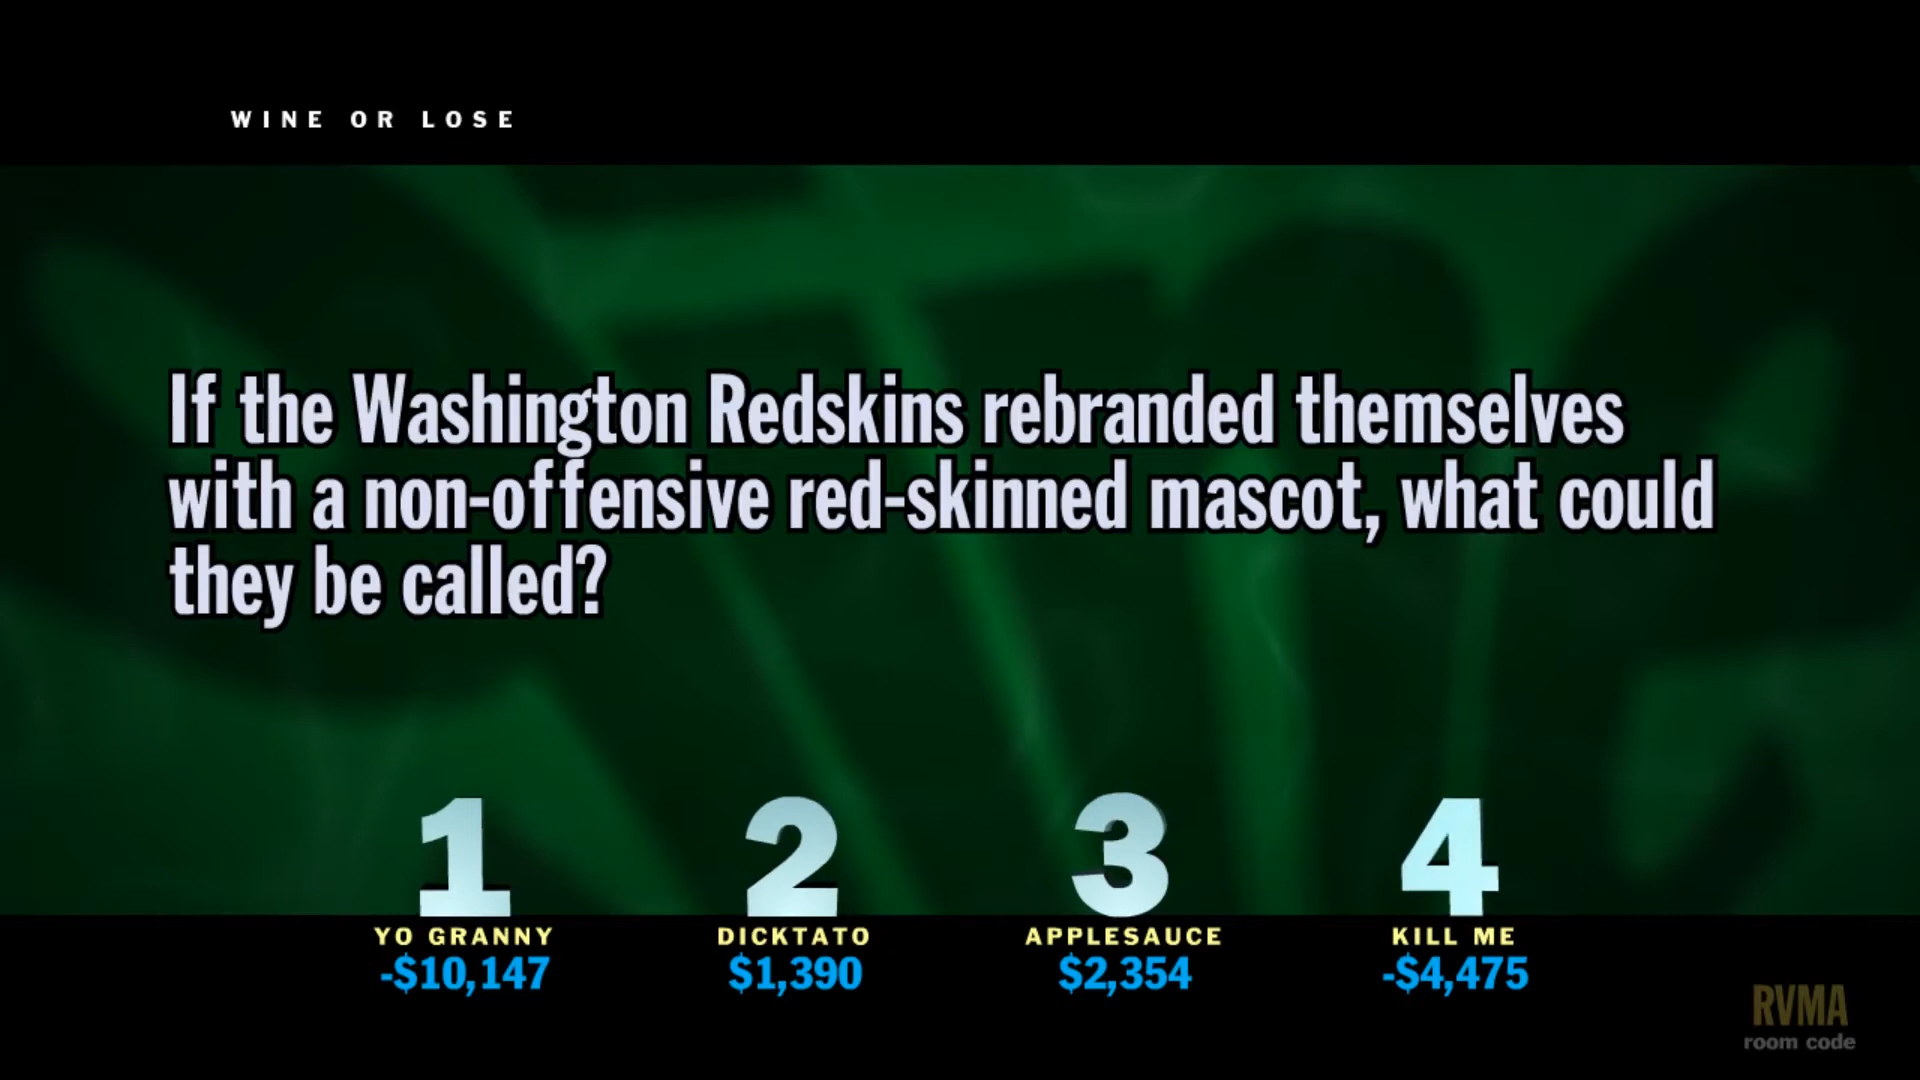 WINE OR LOSE
If the Washington Redskins rebranded themselves
with a non-offensive red-skinned mascot, what could
they be called?
1 2 3 4
YO GRANNY DICKTATO APPLESAUCE KILL ME
-$10,147 $1,390 $2,354 -$4,475
RVMA
room code